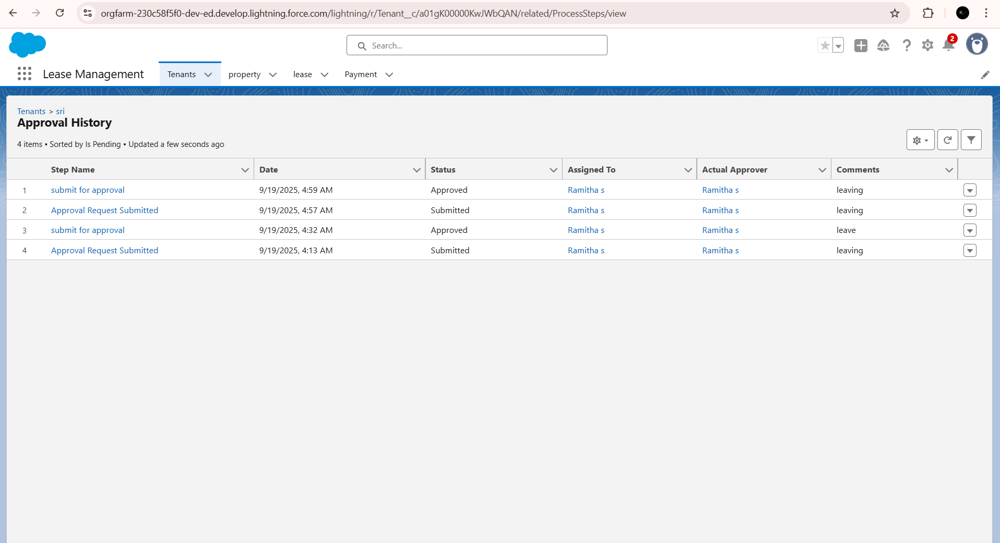 orgfarm-230c58f5f0-dev-ed.develop.lightning.force.com/lightning/r/Tenant__c/a01gK00000KwJWbQAN/related/ProcessSteps/view
Search...
2
Lease Management Tenants property lease Payment
Tenants > sri
Approval History
4 items • Sorted by Is Pending • Updated a few seconds ago
Step Name Date Status Assigned To Actual Approver Comments
1 submit for approval 9/19/2025, 4:59 AM Approved Ramitha s Ramitha s leaving
2 Approval Request Submitted 9/19/2025, 4:57 AM Submitted Ramitha s Ramitha s leaving
3 submit for approval 9/19/2025, 4:32 AM Approved Ramitha s Ramitha s leave
4 Approval Request Submitted 9/19/2025, 4:13 AM Submitted Ramitha s Ramitha s leaving